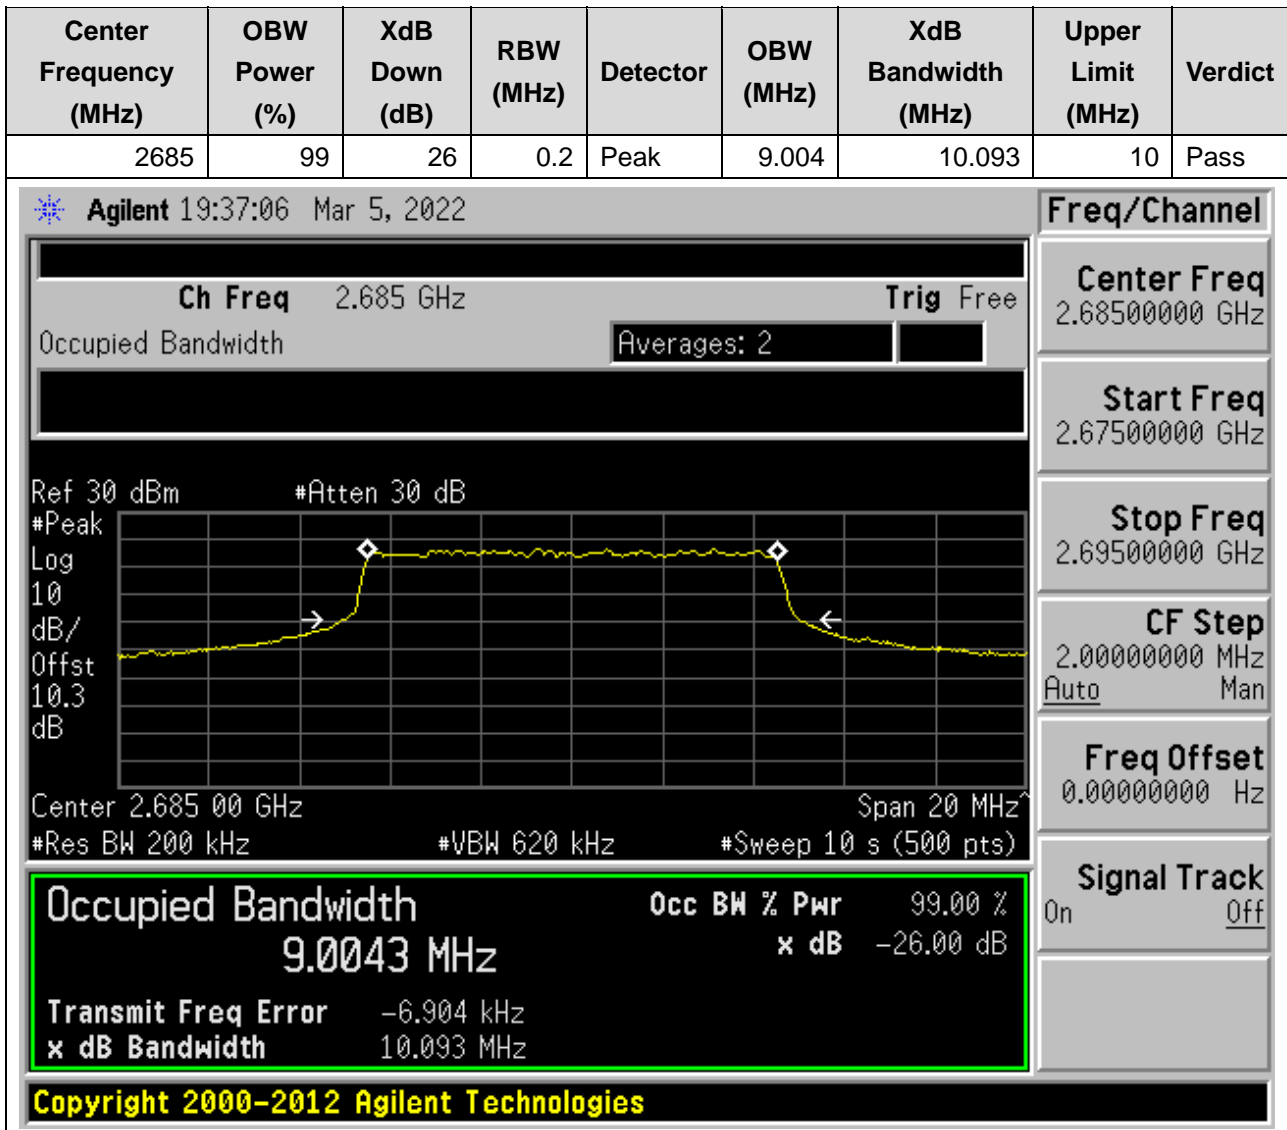 Center Frequency (MHz) OBW Power (%) XdB Down (dB) RBW (MHz) Detector OBW (MHz) XdB Bandwidth (MHz) Upper Limit (MHz) Verdict
2685 99 26 0.2 Peak 9.004 10.093 10 Pass
Agilent 19:37:06 Mar 5, 2022
Ch Freq 2.685 GHz Trig Free
Occupied Bandwidth Averages: 2
Ref 30 dBm #Atten 30 dB
#Peak
Log
10
dB/
Offst
10.3
dB
Center 2.685 00 GHz Span 20 MHz^
#Res BW 200 kHz #VBW 620 kHz #Sweep 10 s (500 pts)
Occupied Bandwidth Occ BW % Pwr 99.00 %
9.0043 MHz x dB -26.00 dB
Transmit Freq Error -6.904 kHz
x dB Bandwidth 10.093 MHz
Copyright 2000-2012 Agilent Technologies
Freq/Channel
Center Freq
2.68500000 GHz
Start Freq
2.67500000 GHz
Stop Freq
2.69500000 GHz
CF Step
2.00000000 MHz
Auto Man
Freq Offset
0.00000000 Hz
Signal Track
On Off